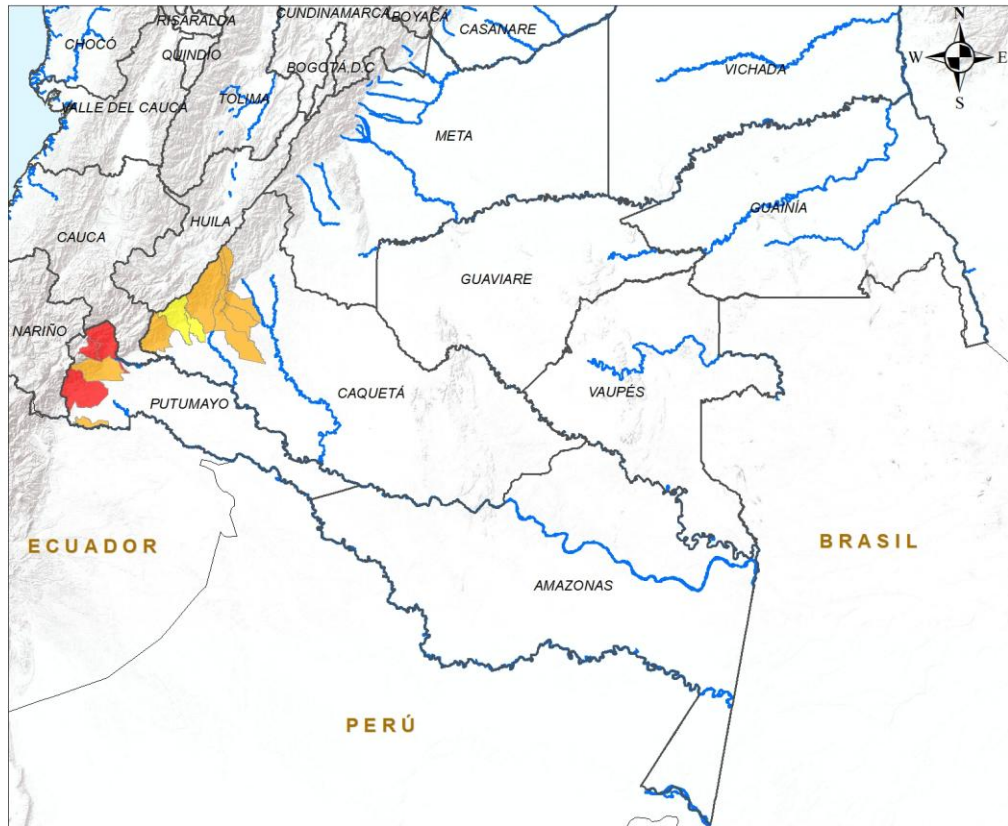 CUNDINAMARCA
BOYACÁ
RISARALDA
CASANARE
N
CHOCÓ
QUINDIO
BOGOTÁ D.C
VICHADA
W
E
S
VALLE DEL CAUCA
TOLIMA
META
GUAINÍA
HUILA
CAUCA
GUAVIARE
NARIÑO
CAQUETÁ
VAUPÉS
PUTUMAYO
ECUADOR
BRASIL
AMAZONAS
PERÚ